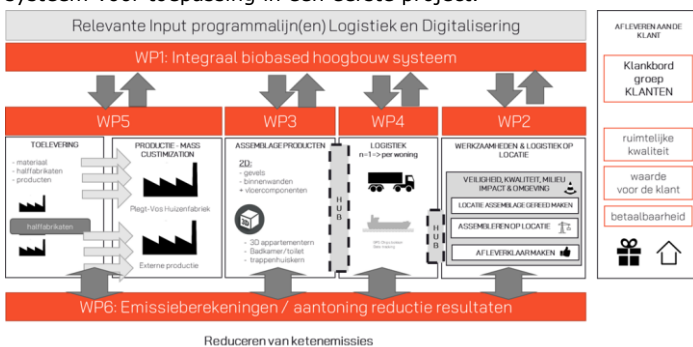 systeem voor toepassing in een eerste project.
Relevante Input programmalijn(en) Logistiek en Digitalisering
WP1: Integraal biobased hoogbouw systeem
WP5
WP3
WP4
WP2
TOELEVERING
- materiaal
- halffabrikaten
- producten
halffabrikaten
PRODUCTIE - MASS
CUSTIMIZATION
Plegt-Vos Huizenfabriek
Externe productie
ASSEMBLAGE PRODUCTEN
2D:
- gevels
- binnenwanden
+ vloercomponenten
- 3D appartementern
- Badkamer/toilet
- trappenhuiskern
HUB
LOGISTIEK
n=1=> per woning
HUB
WERKZAAMHEDEN & LOGISTIEK OP
LOCATIE
VEILIGHEID, KWALITEIT, MILIEU
IMPACT & OMGEVING
LOCATIE ASSEMBLAGE GEREED MAKEN
ASSEMBLEREN OP LOCATIE
AFLEVERKLAAR MAKEN
WP6: Emissieberekeningen / aantoning reductie resultaten
Reduceren van ketenemissies
AFLEVEREN AAN DE
KLANT
Klankbord
groep
KLANTEN
ruimtelijke
kwaliteit
waarde
voor de klant
betaalbaarheid